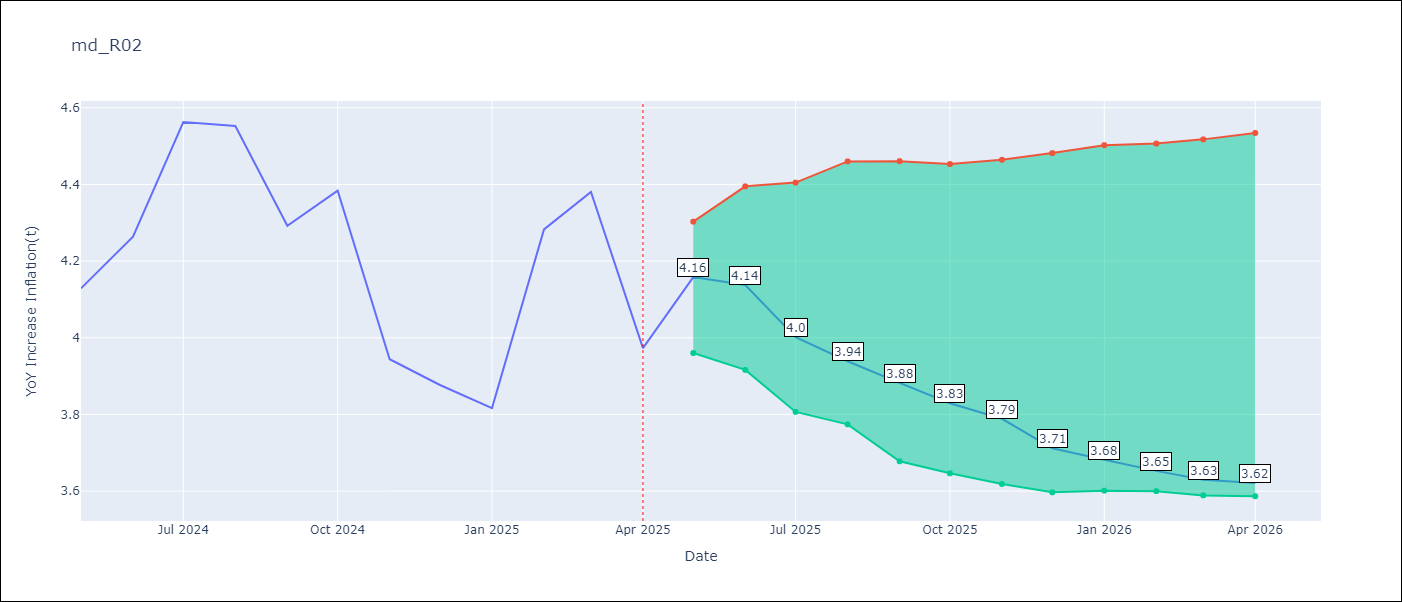 md_R02
4.6
4.4
4.2
4
3.8
3.6
YoY Increase Inflation(t)
4.16
4.14
4.0
3.94
3.88
3.83
3.79
3.71
3.68
3.65
3.63
3.62
Jul 2024
Oct 2024
Jan 2025
Apr 2025
Jul 2025
Oct 2025
Jan 2026
Apr 2026
Date